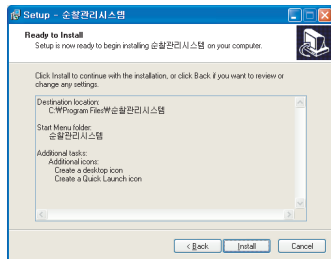 Setup - 순찰관리시스템
Ready to Install
Setup is now ready to begin installing 순찰관리시스템 on your computer.
Click Install to continue with the installation, or click Back if you want to review or
change any settings.
Destination location:
C:₩Program Files₩순찰관리시스템
Start Menu folder:
순찰관리시스템
Additional tasks:
Additional icons:
Create a desktop icon
Create a Quick Launch icon
< Back
Install
Cancel